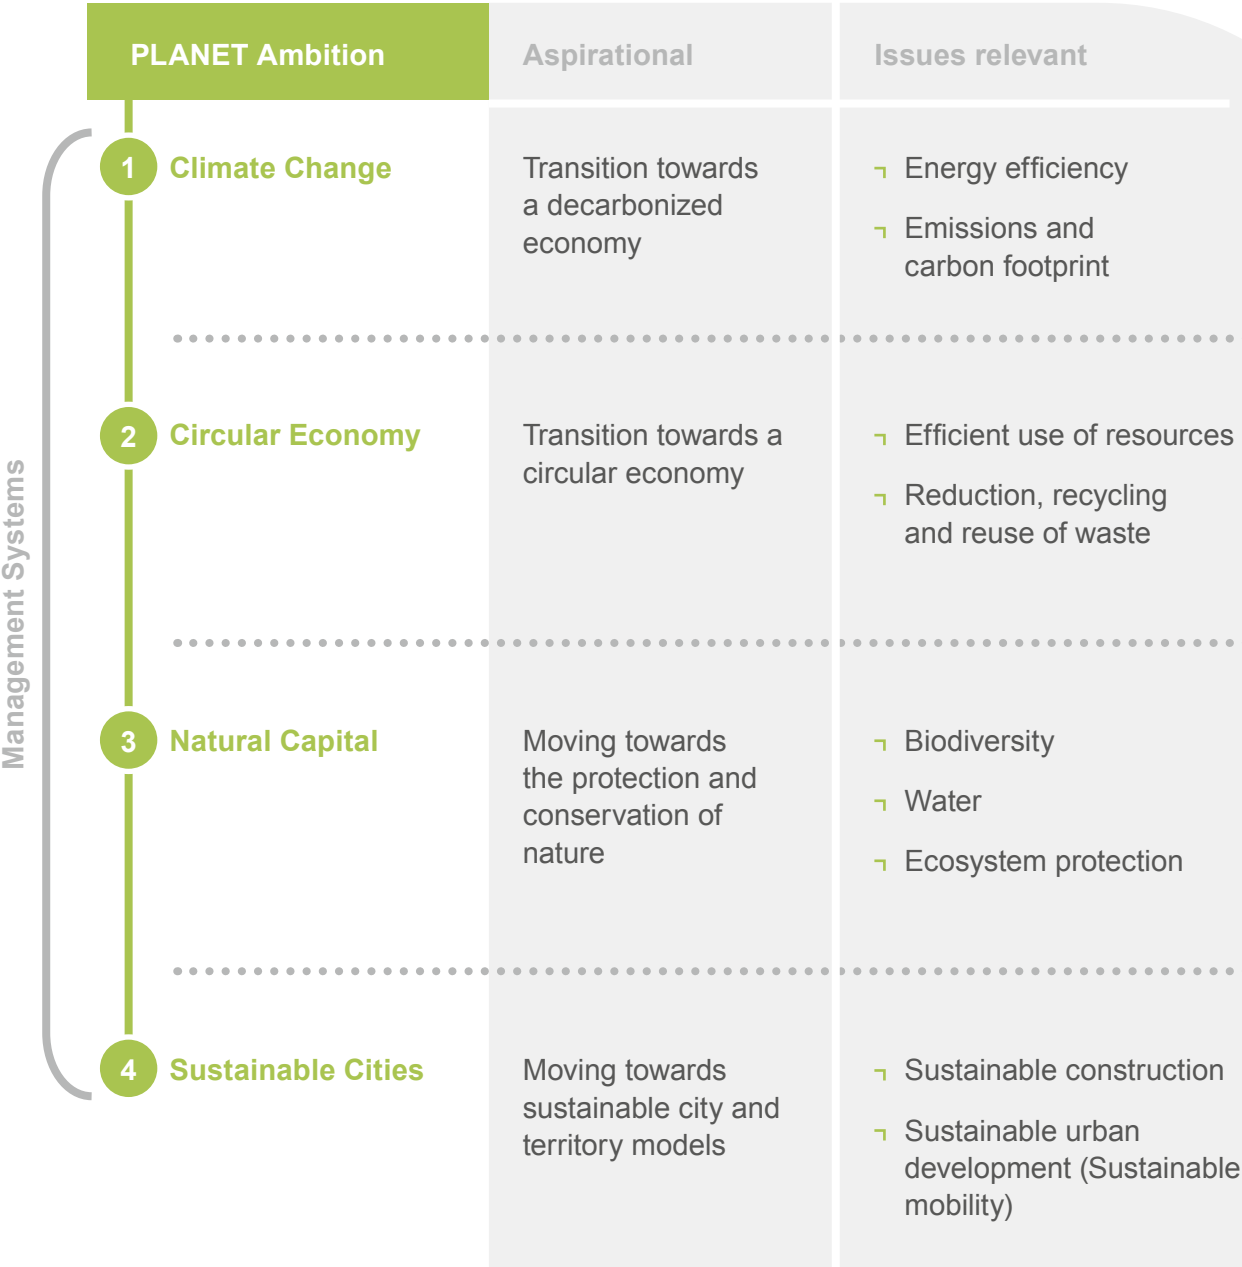 PLANET Ambition
Aspirational
Issues relevant
Management Systems
1
Climate Change
Transition towards
a decarbonized
economy
¬ Energy efficiency
¬ Emissions and
carbon footprint
2
Circular Economy
Transition towards a
circular economy
¬ Efficient use of resources
¬ Reduction, recycling
and reuse of waste
3
Natural Capital
Moving towards
the protection and
conservation of
nature
¬ Biodiversity
¬ Water
¬ Ecosystem protection
4
Sustainable Cities
Moving towards
sustainable city and
territory models
¬ Sustainable construction
¬ Sustainable urban
development (Sustainable
mobility)